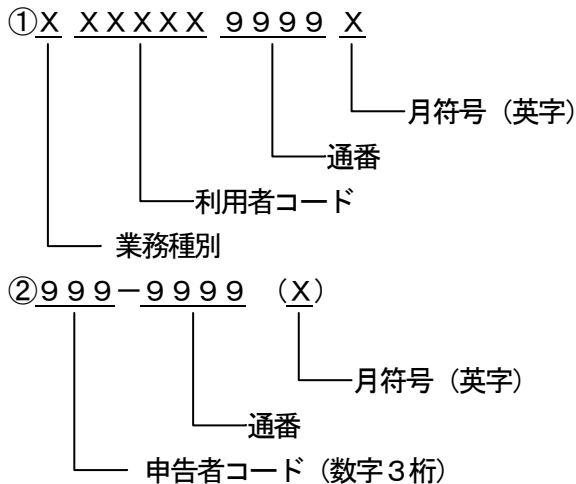 ①Ｘ ＸＸＸＸＸ ９９９９ Ｘ
月符号（英字）
通番
利用者コード
業務種別
②９９９－９９９９ （Ｘ）
月符号（英字）
通番
申告者コード（数字３桁）